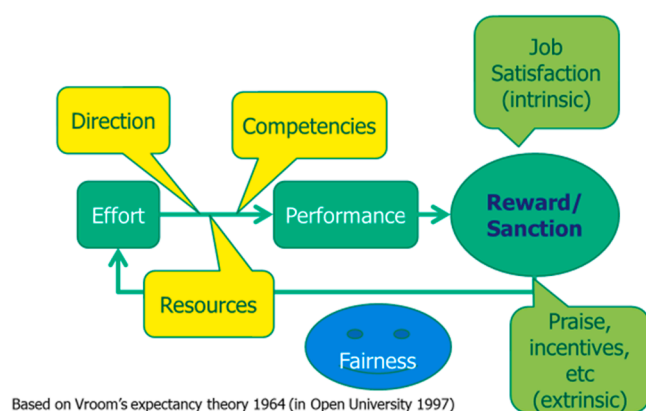 Job
Satisfaction
(intrinsic)
Direction
Competencies
Effort
Performance
Reward/
Sanction
Resources
Fairness
Praise,
incentives,
etc
(extrinsic)
Based on Vroom's expectancy theory 1964 (in Open University 1997)